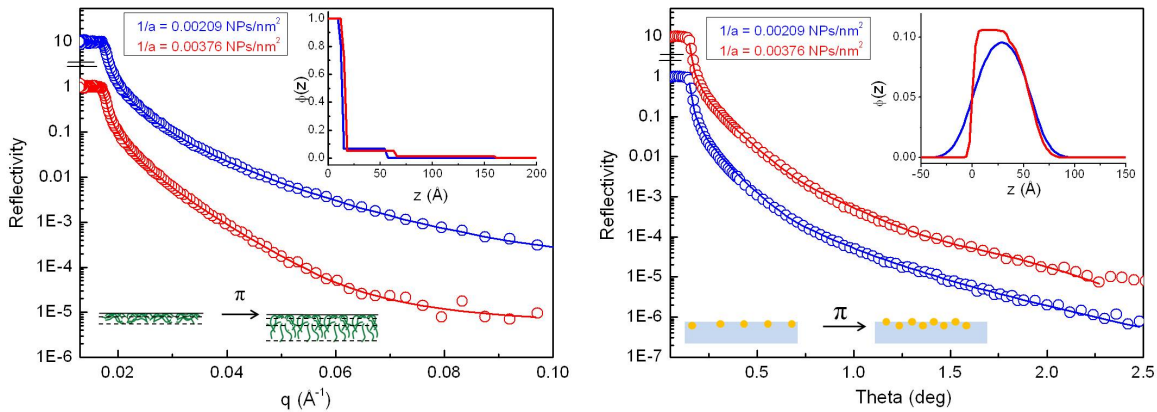 1/a = 0.00209 NPs/nm²
1/a = 0.00376 NPs/nm²
10
1
0.1
0.01
1E-3
1E-4
1E-5
1E-6
Reflectivity
0.02
0.04
0.06
0.08
0.10
q (Å⁻¹)
1.0
0.8
0.6
0.4
0.2
0.0
ϕ(z)
0
50
100
150
200
z (Å)
π
1/a = 0.00209 NPs/nm²
1/a = 0.00376 NPs/nm²
10
1
0.1
0.01
1E-3
1E-4
1E-5
1E-6
1E-7
Reflectivity
0.5
1.0
1.5
2.0
2.5
Theta (deg)
0.10
0.05
0.00
ϕ(z)
-50
0
50
100
150
z (Å)
π